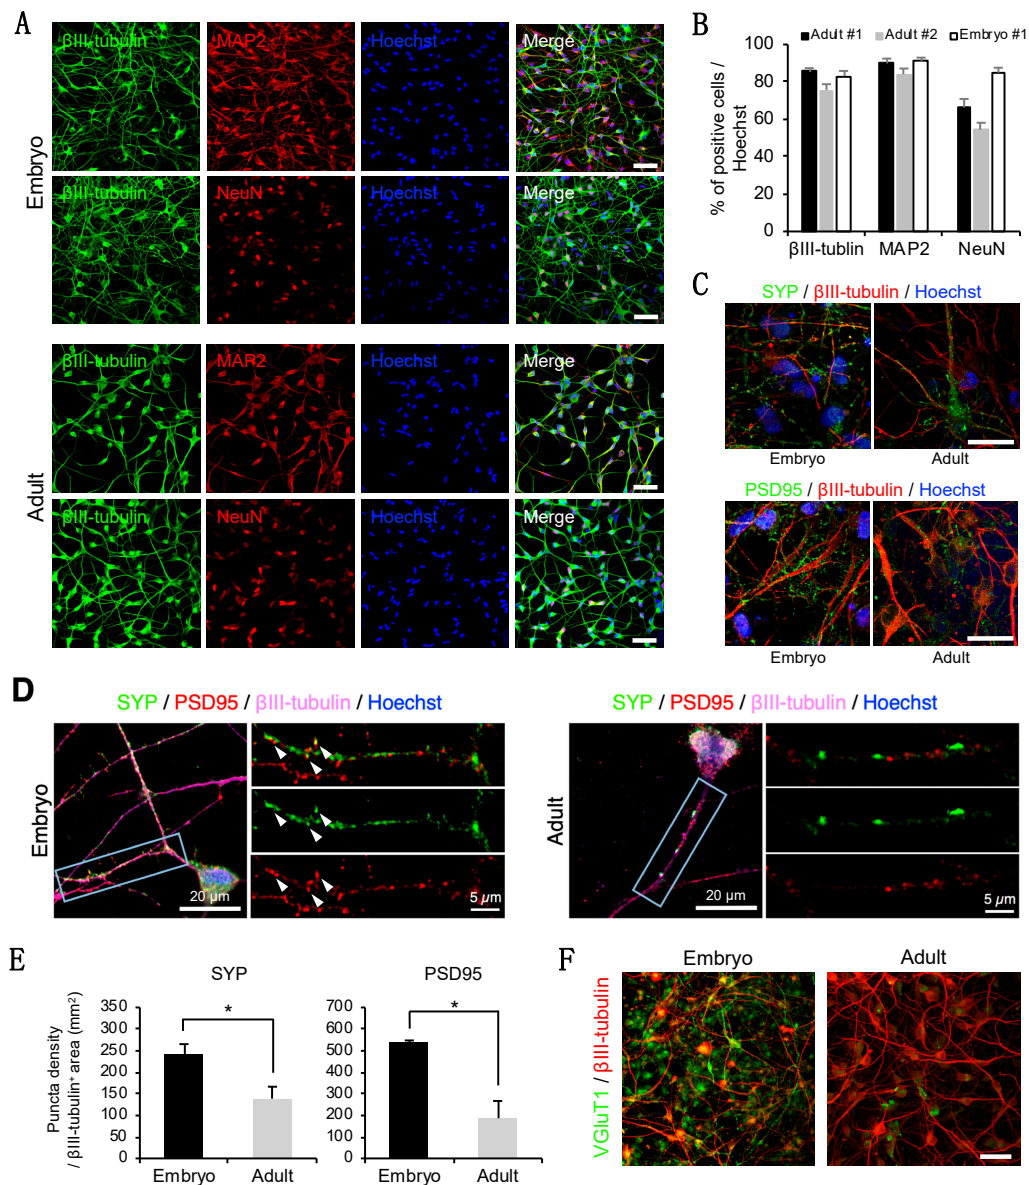 A
Embryo
βIII-tubulin MAP2 Hoechst Merge
βIII-tubulin NeuN Hoechst Merge
Adult
βIII-tubulin MAP2 Hoechst Merge
βIII-tubulin NeuN Hoechst Merge
B
Adult #1 Adult #2 Embryo #1
% of positive cells /
Hoechst
100
80
60
40
20
0
βIII-tublin MAP2 NeuN
C
SYP / βIII-tubulin / Hoechst
Embryo Adult
PSD95 / βIII-tubulin / Hoechst
Embryo Adult
D
SYP / PSD95 / βIII-tubulin / Hoechst
Embryo
20 µm
5 µm
SYP / PSD95 / βIII-tubulin / Hoechst
Adult
20 µm
5 µm
E
Puncta density
/ βIII-tubulin⁺ area (mm²)
SYP
350
300
250
200
150
100
50
0
*
Embryo Adult
PSD95
700
600
500
400
300
200
100
0
*
Embryo Adult
F
Embryo Adult
VGluT1 / βIII-tubulin